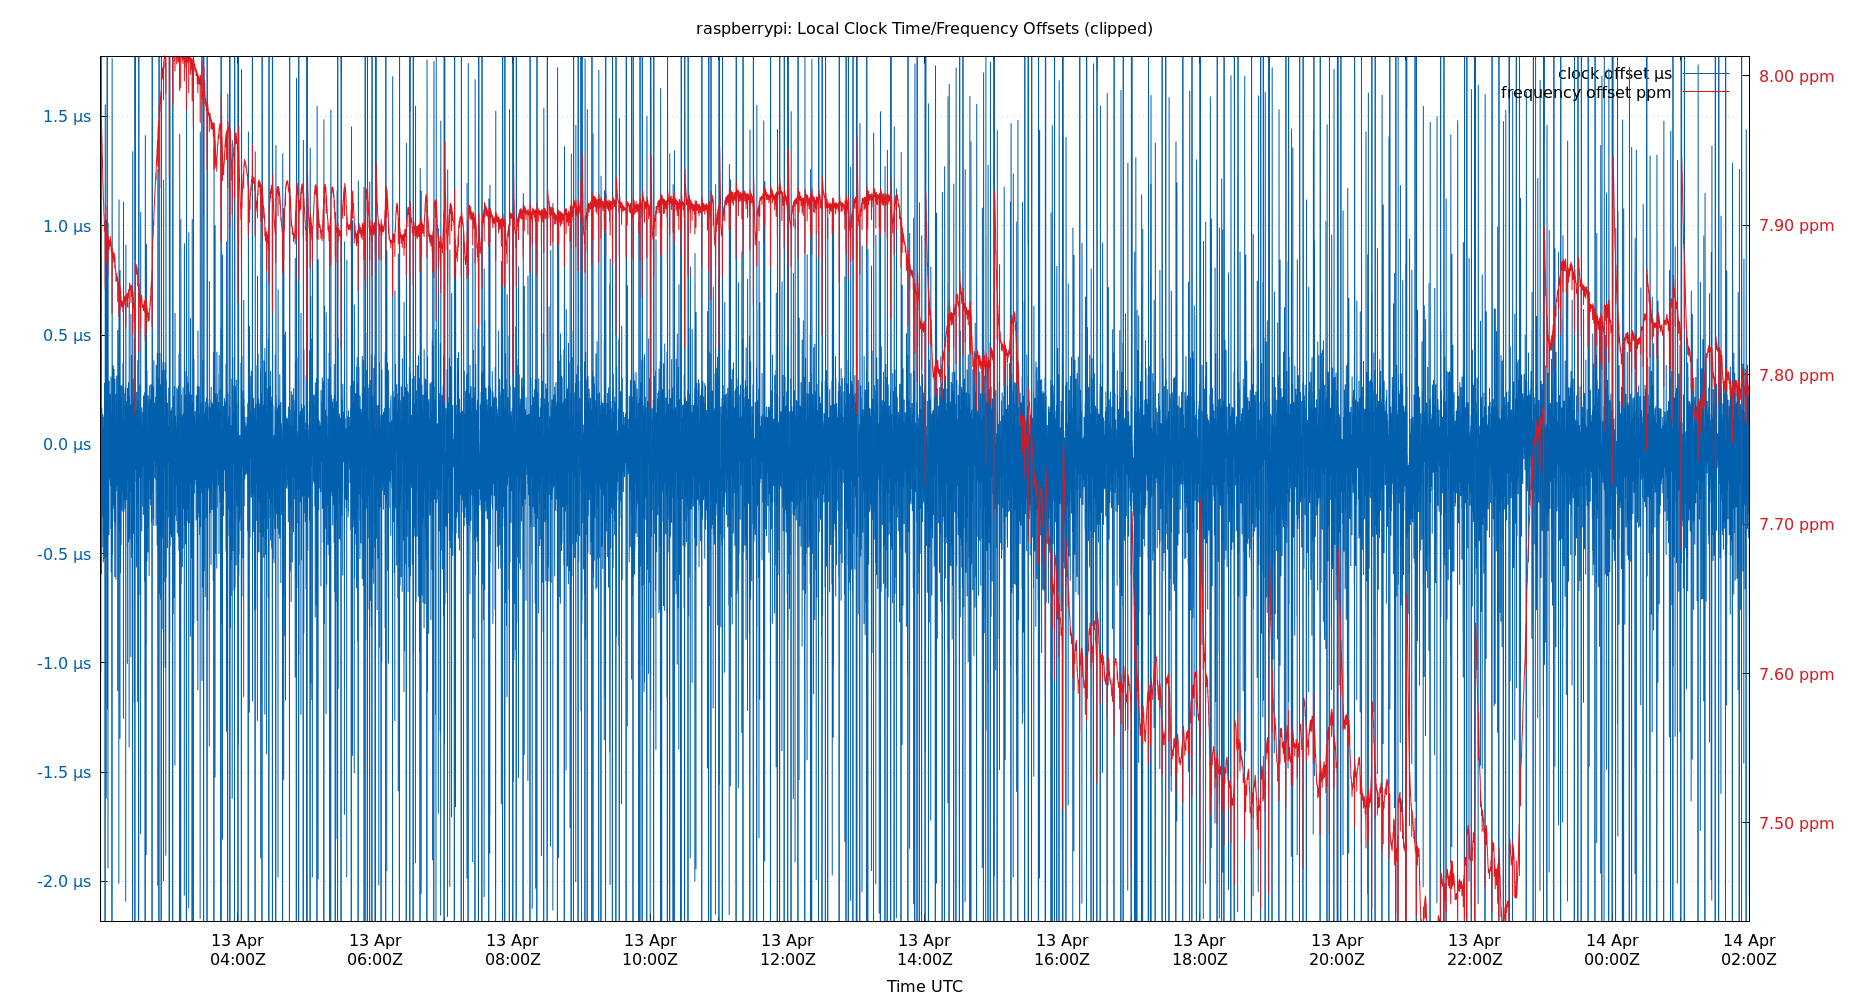 raspberrypi: Local Clock Time/Frequency Offsets (clipped)
clock offset µs
frequency offset ppm
1.5 µs
1.0 µs
0.5 µs
0.0 µs
-0.5 µs
-1.0 µs
-1.5 µs
-2.0 µs
8.00 ppm
7.90 ppm
7.80 ppm
7.70 ppm
7.60 ppm
7.50 ppm
13 Apr 13 Apr 13 Apr 13 Apr 13 Apr 13 Apr 13 Apr 13 Apr 13 Apr 13 Apr 14 Apr 14 Apr
04:00Z 06:00Z 08:00Z 10:00Z 12:00Z 14:00Z 16:00Z 18:00Z 20:00Z 22:00Z 00:00Z 02:00Z
Time UTC